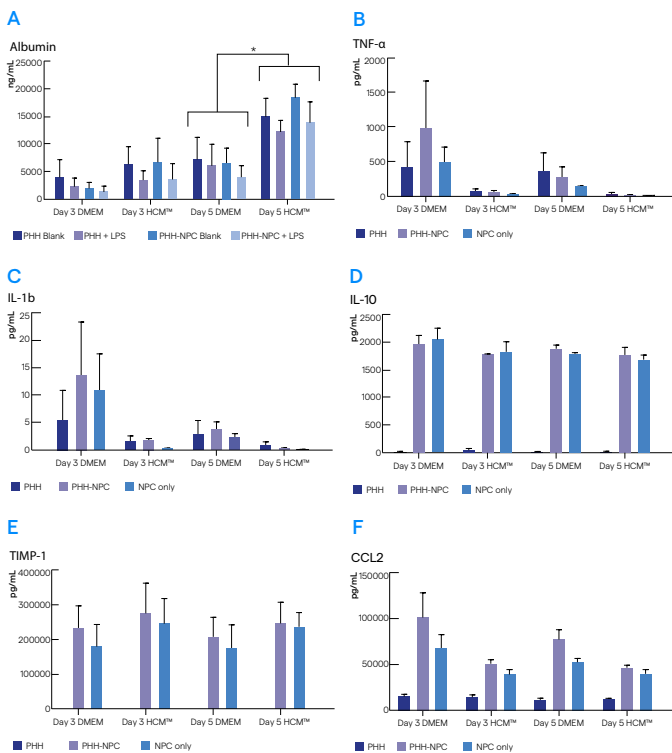 A
Albumin
ng/mL
25000
20000
15000
10000
5000
0
*
Day 3 DMEM Day 3 HCM™ Day 5 DMEM Day 5 HCM™
PHH Blank PHH + LPS PHH-NPC Blank PHH-NPC + LPS
B
TNF-α
pg/mL
2000
1500
1000
500
0
Day 3 DMEM Day 3 HCM™ Day 5 DMEM Day 5 HCM™
PHH PHH-NPC NPC only
C
IL-1b
pg/mL
25
20
15
10
5
0
Day 3 DMEM Day 3 HCM™ Day 5 DMEM Day 5 HCM™
PHH PHH-NPC NPC only
D
IL-10
pg/mL
2500
2000
1500
1000
500
0
Day 3 DMEM Day 3 HCM™ Day 5 DMEM Day 5 HCM™
PHH PHH-NPC NPC only
E
TIMP-1
pg/mL
400000
300000
200000
100000
0
Day 3 DMEM Day 3 HCM™ Day 5 DMEM Day 5 HCM™
PHH PHH-NPC NPC only
F
CCL2
pg/mL
150000
100000
50000
0
Day 3 DMEM Day 3 HCM™ Day 5 DMEM Day 5 HCM™
PHH PHH-NPC NPC only